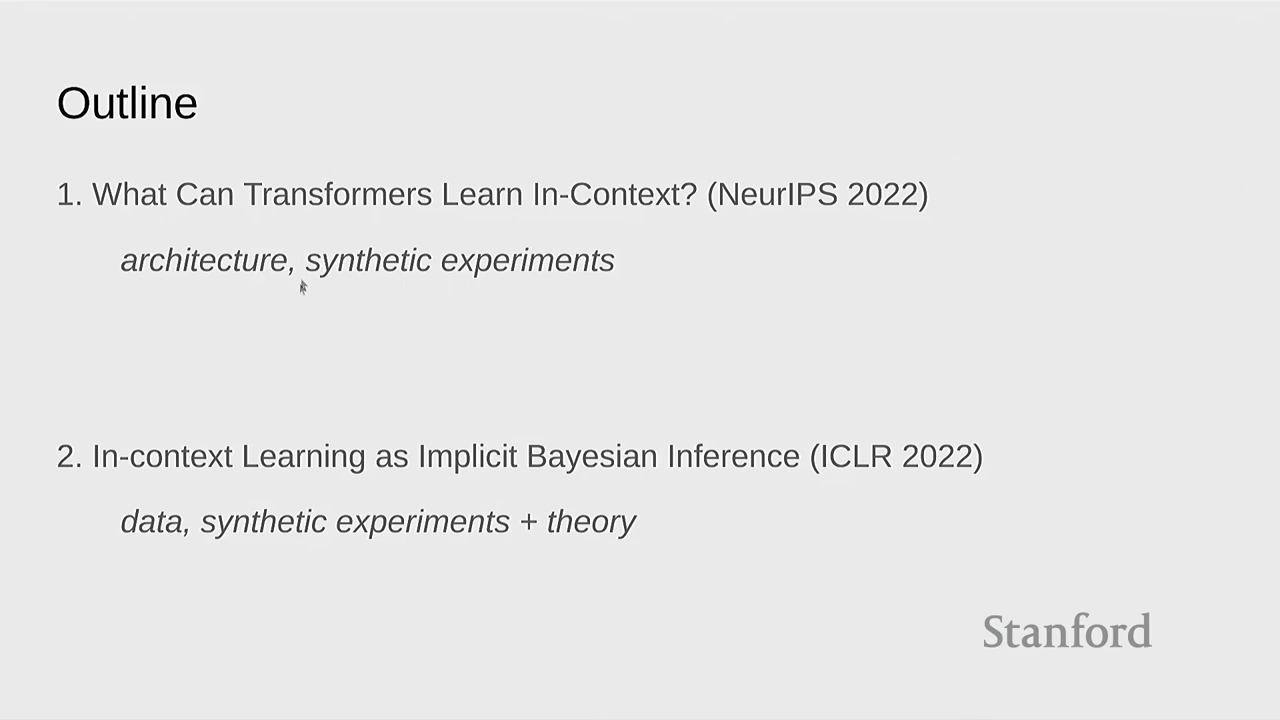 Outline
1. What Can Transformers Learn In-Context? (NeurIPS 2022)
architecture, synthetic experiments
2. In-context Learning as Implicit Bayesian Inference (ICLR 2022)
data, synthetic experiments + theory
Stanford